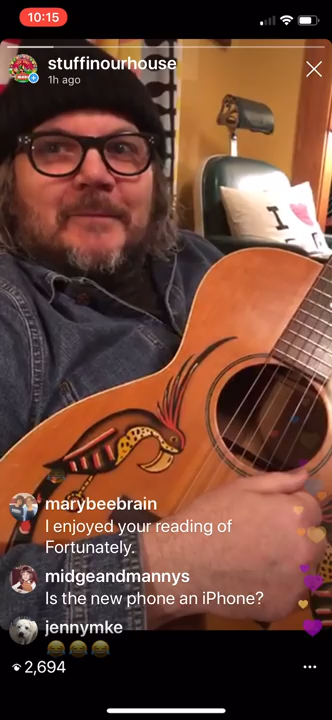 10:15
stuffinourhouse
1h ago
I
marybeebrain
I enjoyed your reading of
Fortunately.
midgeandmannys
Is the new phone an iPhone?
jennymke
😂😂😂
2,694